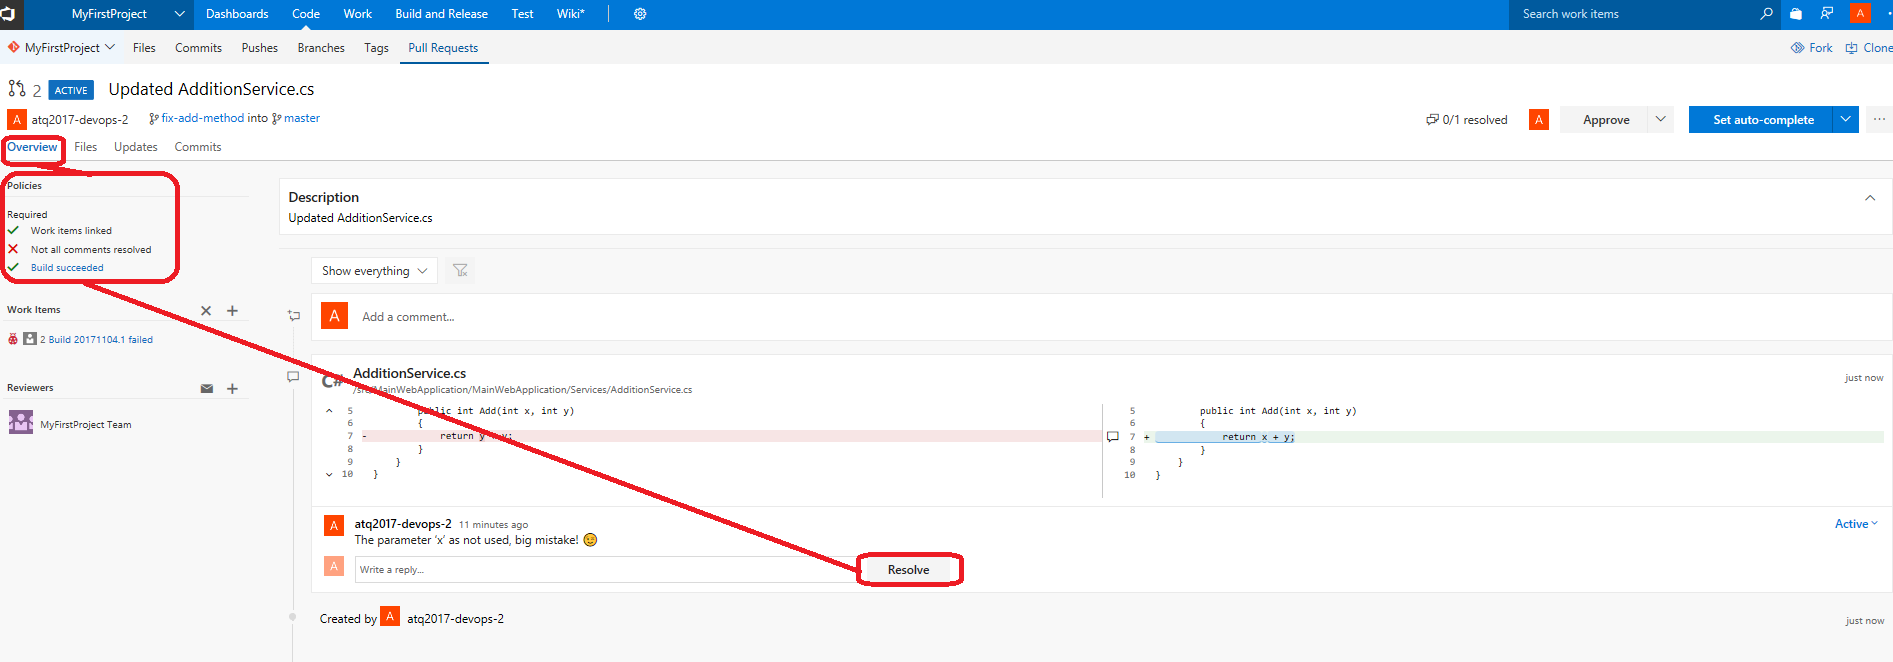 MyFirstProject Dashboards Code Work Build and Release Test Wiki* Search work items A
MyFirstProject Files Commits Pushes Branches Tags Pull Requests Fork Clone
2 ACTIVE Updated AdditionService.cs
A atq2017-devops-2 fix-add-method into master 0/1 resolved A Approve Set auto-complete ...
Overview Files Updates Commits
Policies
Required
Work items linked
Not all comments resolved
Build succeeded
Work Items
2 Build 20171104.1 failed
Reviewers
MyFirstProject Team
Description
Updated AdditionService.cs
Show everything
A Add a comment...
C# AdditionService.cs
/src/MainWebApplication/MainWebApplication/Services/AdditionService.cs
just now
5 public int Add(int x, int y)
6 {
7 - return y + y;
8 }
9 }
10 }
5 public int Add(int x, int y)
6 {
7 + return x + y;
8 }
9 }
10 }
A atq2017-devops-2 11 minutes ago Active
The parameter 'x' as not used, big mistake! 😉
A Write a reply... Resolve
Created by A atq2017-devops-2 just now